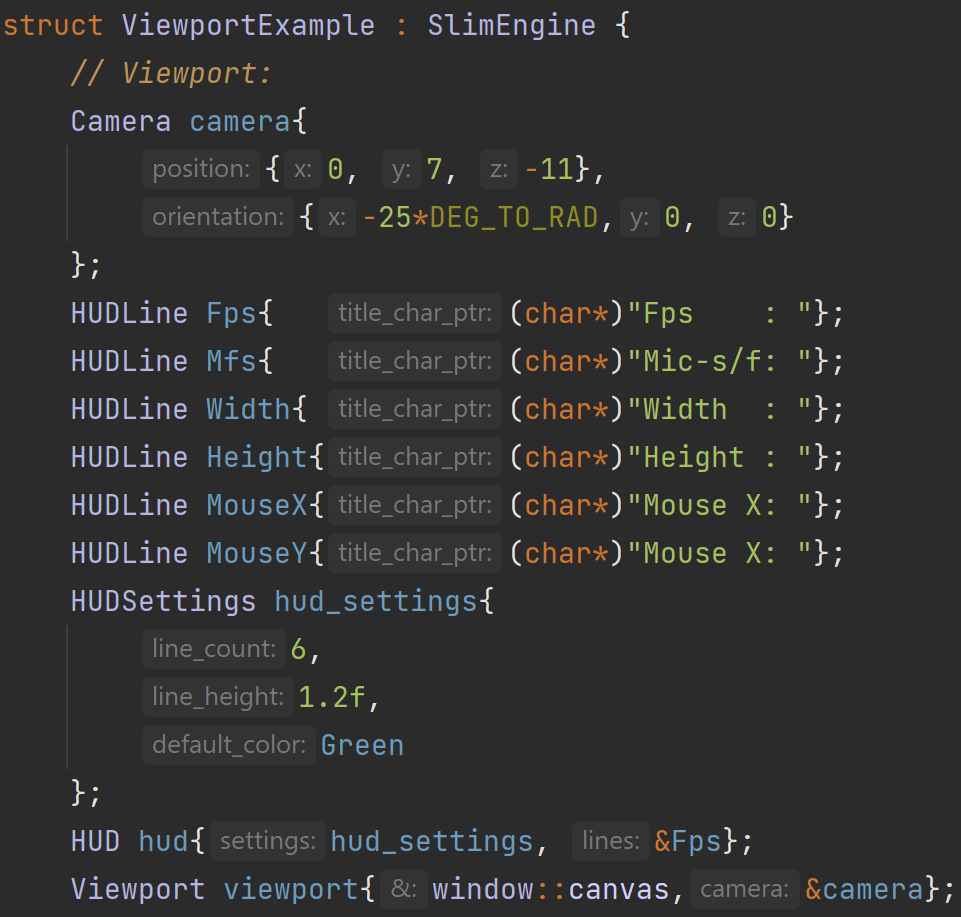 struct ViewportExample : SlimEngine {
    // Viewport:
    Camera camera{
        position: { x: 0, y: 7, z: -11},
        orientation: { x: -25*DEG_TO_RAD, y: 0, z: 0}
    };
    HUDLine Fps{   title_char_ptr: (char*)"Fps    : "};
    HUDLine Mfs{   title_char_ptr: (char*)"Mic-s/f: "};
    HUDLine Width{ title_char_ptr: (char*)"Width  : "};
    HUDLine Height{ title_char_ptr: (char*)"Height : "};
    HUDLine MouseX{ title_char_ptr: (char*)"Mouse X: "};
    HUDLine MouseY{ title_char_ptr: (char*)"Mouse X: "};
    HUDSettings hud_settings{
        line_count: 6,
        line_height: 1.2f,
        default_color: Green
    };
    HUD hud{ settings: hud_settings, lines: &Fps};
    Viewport viewport{ &: window::canvas, camera: &camera};